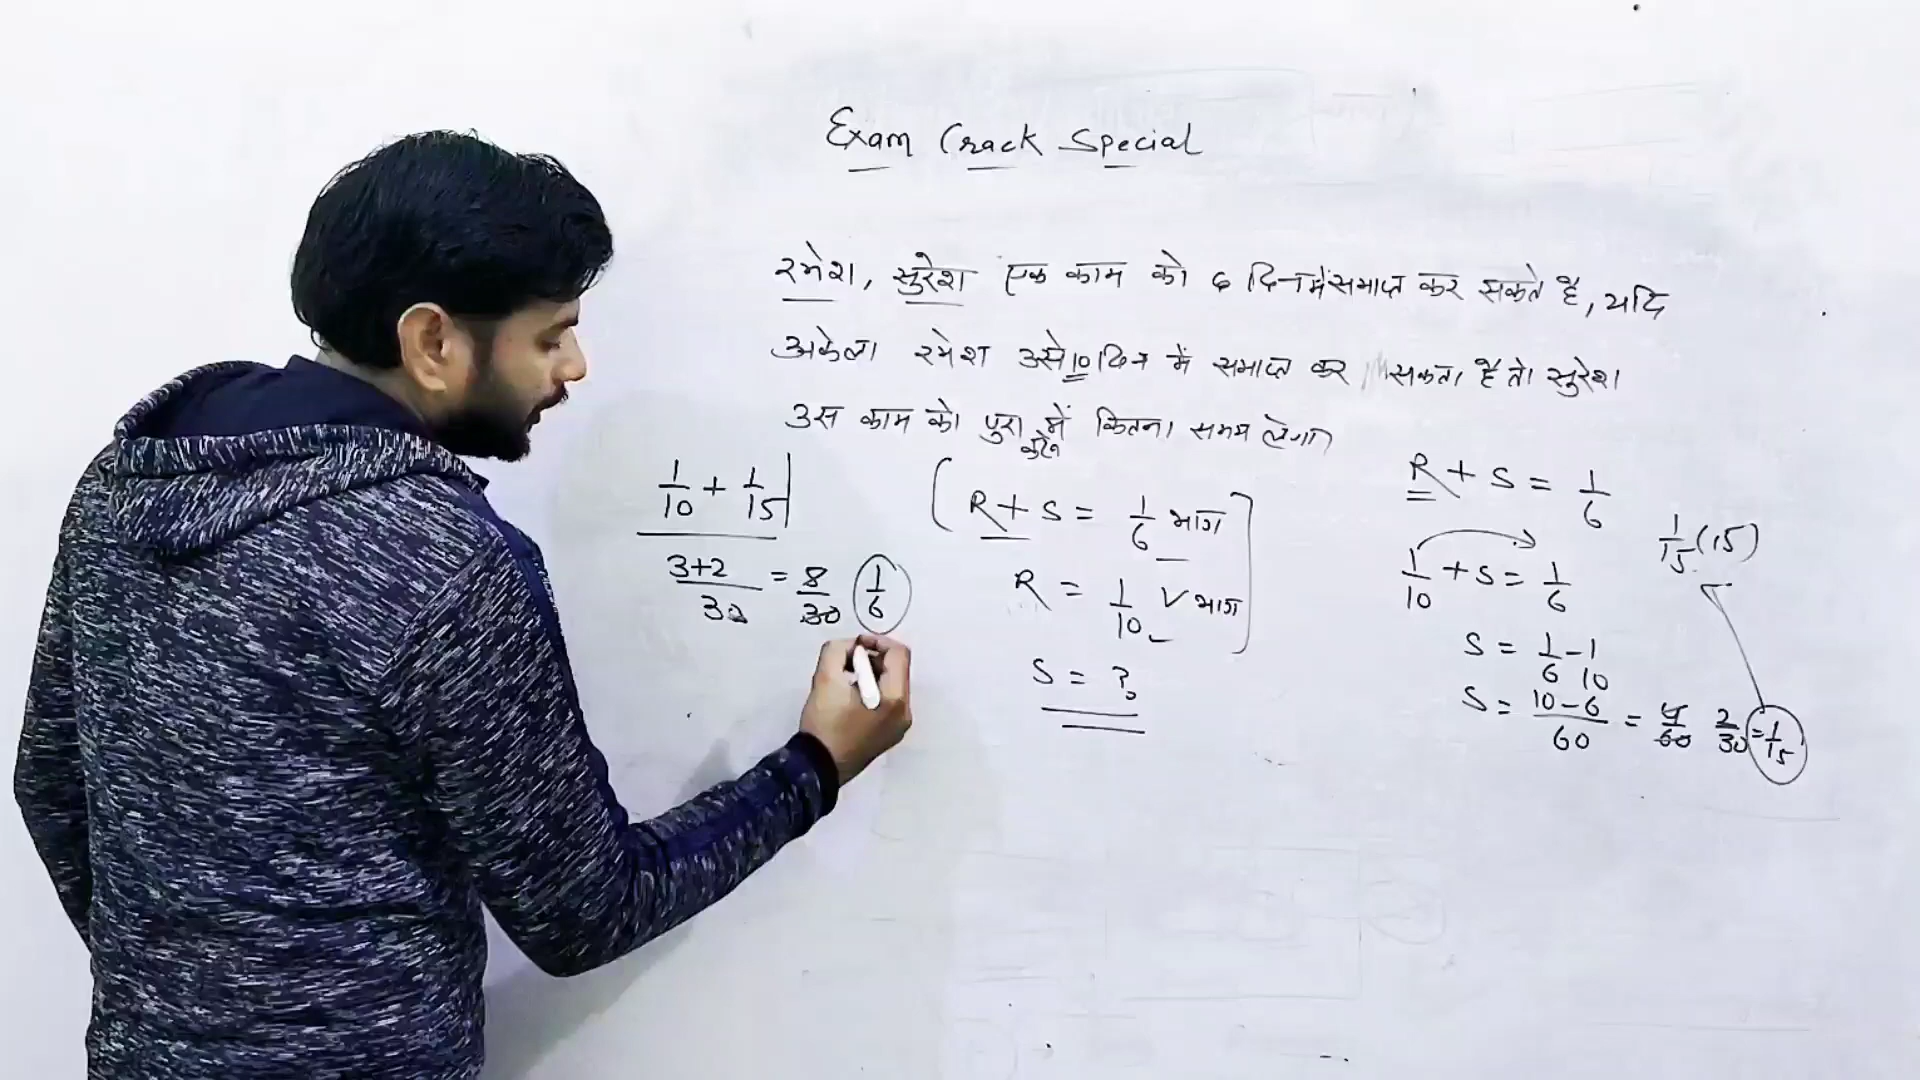 Exam Crack Special
रमेश, सुरेश एक काम को ६ दिन में समाप्त कर सकते है, यदि
अकेला रमेश उसे 10 दिन में समाप्त कर सकता है तो सुरेश
उस काम को पुरा करने में कितना समय लेगा
1/10 + 1/15
3+2/30 = 8/30 1/6
R + S = 1/6 भाग
R = 1/10 भाग
S = ?
R + S = 1/6
1/10 + S = 1/6
S = 1/6 - 1/10
S = 10-6/60 = 4/60 2/30 = 1/15
1/15 (15)